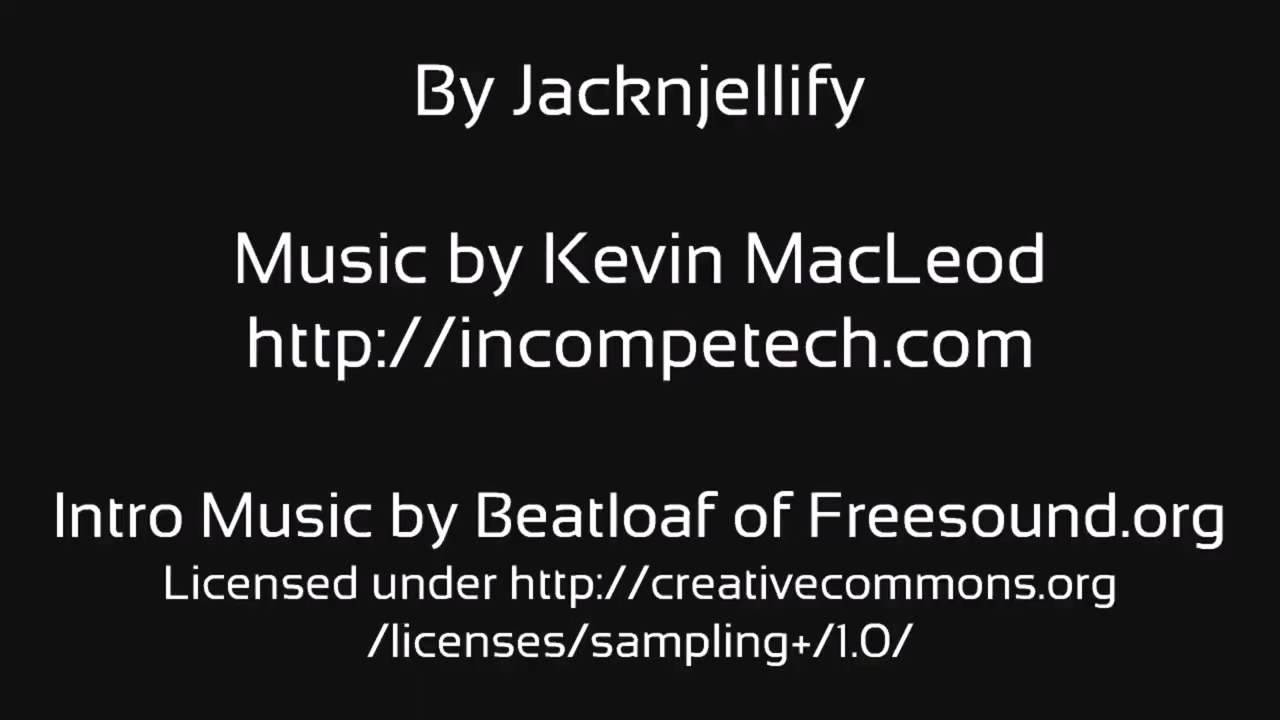 By Jacknjellify
Music by Kevin MacLeod
http://incompetech.com
Intro Music by Beatloaf of Freesound.org
Licensed under http://creativecommons.org
/licenses/sampling+/1.0/